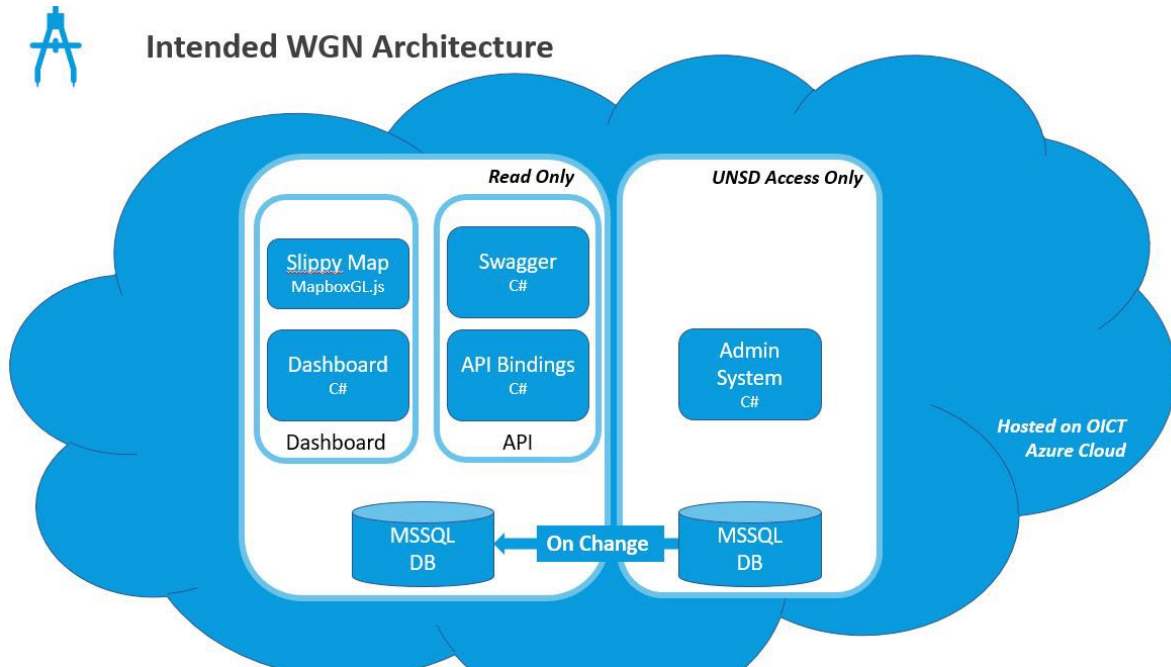 Intended WGN Architecture
Read Only
UNSD Access Only
Slippy Map
MapboxGL.js
Swagger
C#
Dashboard
C#
API Bindings
C#
Admin
System
C#
Dashboard
API
Hosted on OICT
Azure Cloud
MSSQL
DB
On Change
MSSQL
DB